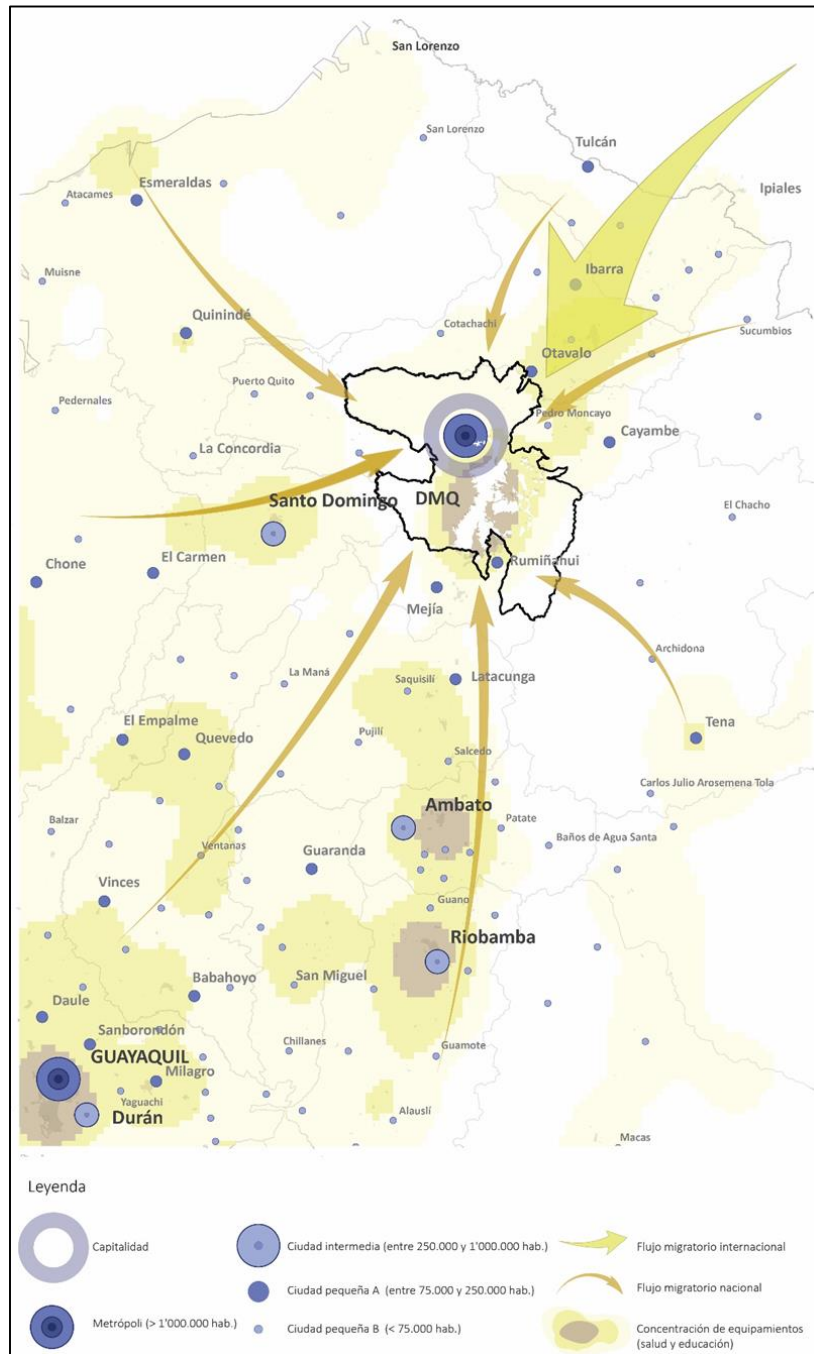 San Lorenzo
San Lorenzo
Tulcán
Atacames
Esmeraldas
Ipiales
Muisne
Ibarra
Quinindé
Cotachachi
Sucumbios
Otavalo
Puerto Quito
Pedernales
Pedro Moncayo
Cayambe
La Concordia
Santo Domingo
DMQ
El Chacho
El Carmen
Chone
Rumiñahui
Mejía
Archidona
La Maná
Saquisilí
Latacunga
El Empalme
Tena
Quevedo
Pujilí
Salcedo
Carlos Julio Arosemena Tola
Ambato
Balzar
Patate
Baños de Agua Santa
Ventanas
Guaranda
Vinces
Guano
Riobamba
Babahoyo
San Miguel
Daule
Sanborondón
Chillanes
Guamote
GUAYAQUIL
Milagro
Yaguachi
Durán
Alauslí
Macas
Leyenda
Capitalidad
Metrópoli (> 1'000.000 hab.)
Ciudad intermedia (entre 250.000 y 1'000.000 hab.)
Ciudad pequeña A (entre 75.000 y 250.000 hab.)
Ciudad pequeña B (< 75.000 hab.)
Flujo migratorio internacional
Flujo migratorio nacional
Concentración de equipamientos
(salud y educación)